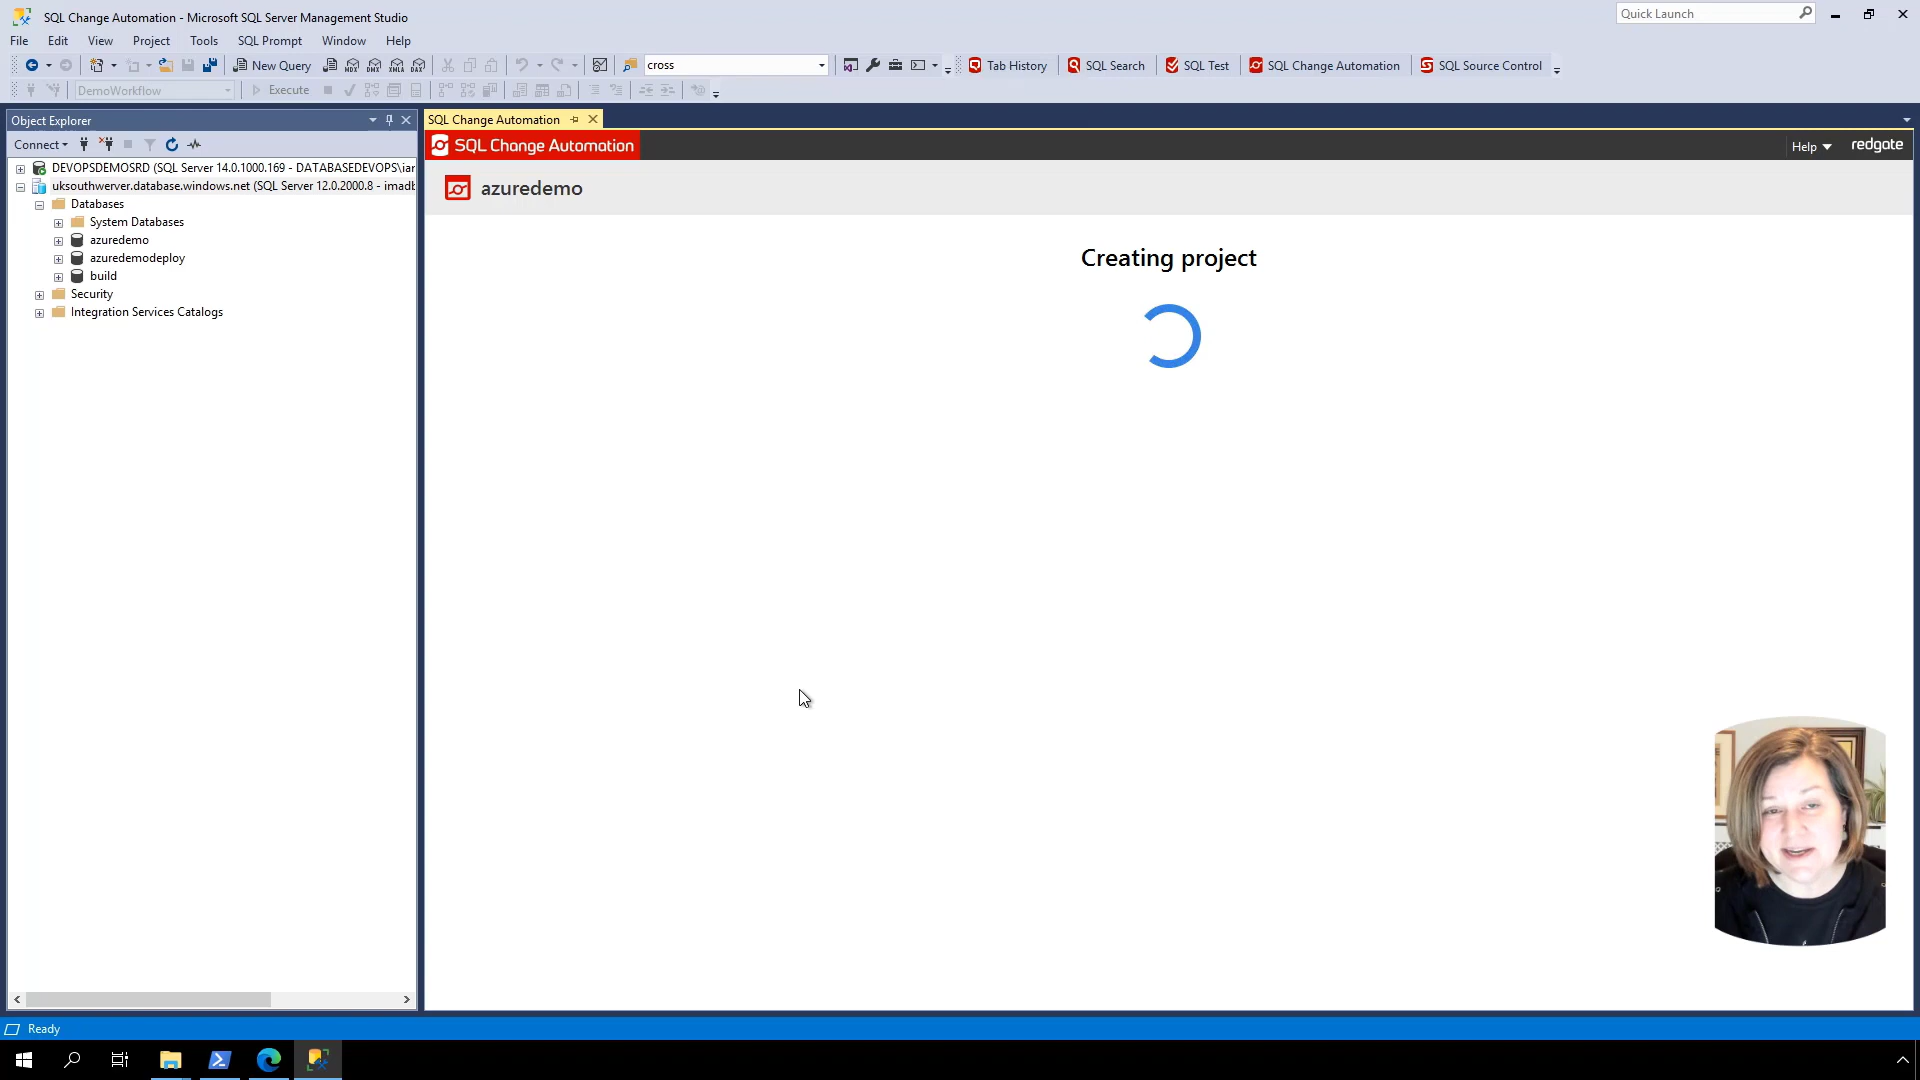 SQL Change Automation - Microsoft SQL Server Management Studio
Quick Launch
File Edit View Project Tools SQL Prompt Window Help
New Query
MDX
DMX
XMLA
DAX
cross
Tab History
SQL Search
SQL Test
SQL Change Automation
SQL Source Control
DemoWorkflow
Execute
Object Explorer
Connect
DEVOPSDEMOSRD (SQL Server 14.0.1000.169 - DATABASEDEVOPS\iar
uksouthwerver.database.windows.net (SQL Server 12.0.2000.8 - imadb
Databases
System Databases
azuredemo
azuredemodeploy
build
Security
Integration Services Catalogs
SQL Change Automation
SQL Change Automation
Help
redgate
azuredemo
Creating project
Ready